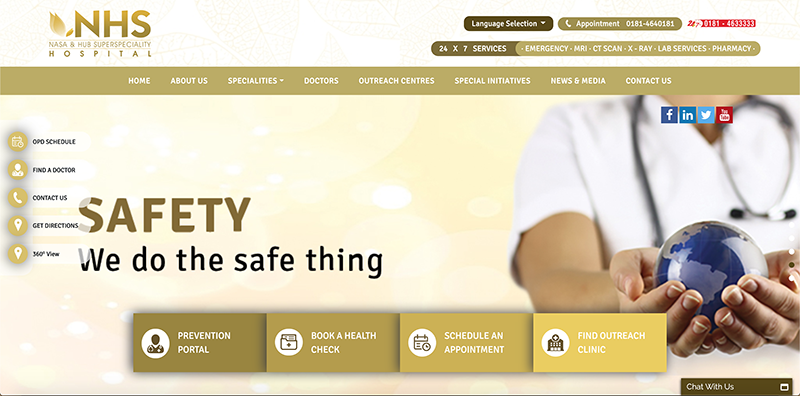 NHS
NASA & HUB SUPERSPECIALITY
HOSPITAL
Language Selection
Appointment 0181-4640181
0181 - 4633333
24 X 7 SERVICES · EMERGENCY · MRI · CT SCAN · X - RAY · LAB SERVICES · PHARMACY ·
HOME ABOUT US SPECIALITIES DOCTORS OUTREACH CENTRES SPECIAL INITIATIVES NEWS & MEDIA CONTACT US
f in You Tube
OPD SCHEDULE
FIND A DOCTOR
CONTACT US
GET DIRECTIONS
360° View
SAFETY
We do the safe thing
PREVENTION
PORTAL
BOOK A HEALTH
CHECK
SCHEDULE AN
APPOINTMENT
FIND OUTREACH
CLINIC
Chat With Us